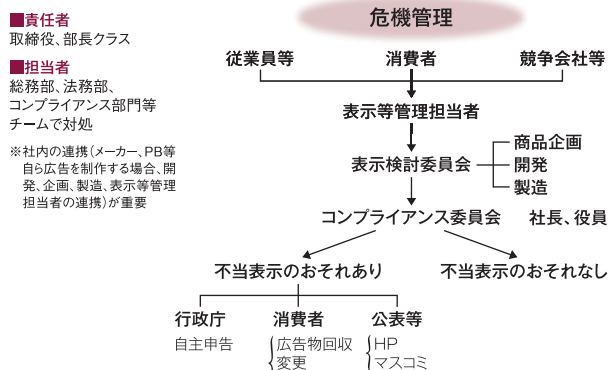 危機管理
■責任者
取締役、部長クラス
■担当者
総務部、法務部、
コンプライアンス部門等
チームで対処
※社内の連携（メーカー、PB等
自ら広告を制作する場合、開
発、企画、製造、表示等管理
担当者の連携）が重要
従業員等　消費者　競争会社等
表示等管理担当者
表示検討委員会
商品企画
開発
製造
コンプライアンス委員会　社長、役員
不当表示のおそれあり　不当表示のおそれなし
行政庁　消費者　公表等
自主申告　広告物回収　HP
変更　マスコミ